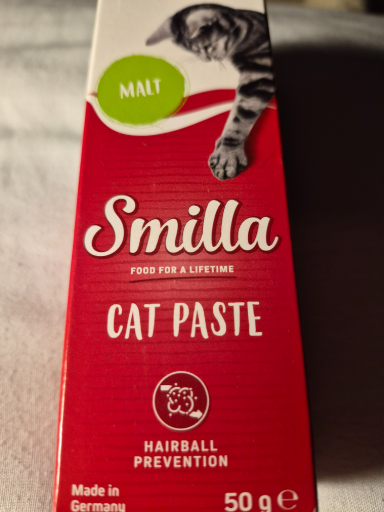 MALT
Smilla
FOOD FOR A LIFETIME
CAT PASTE
HAIRBALL
PREVENTION
Made in
Germany
50 g ℮